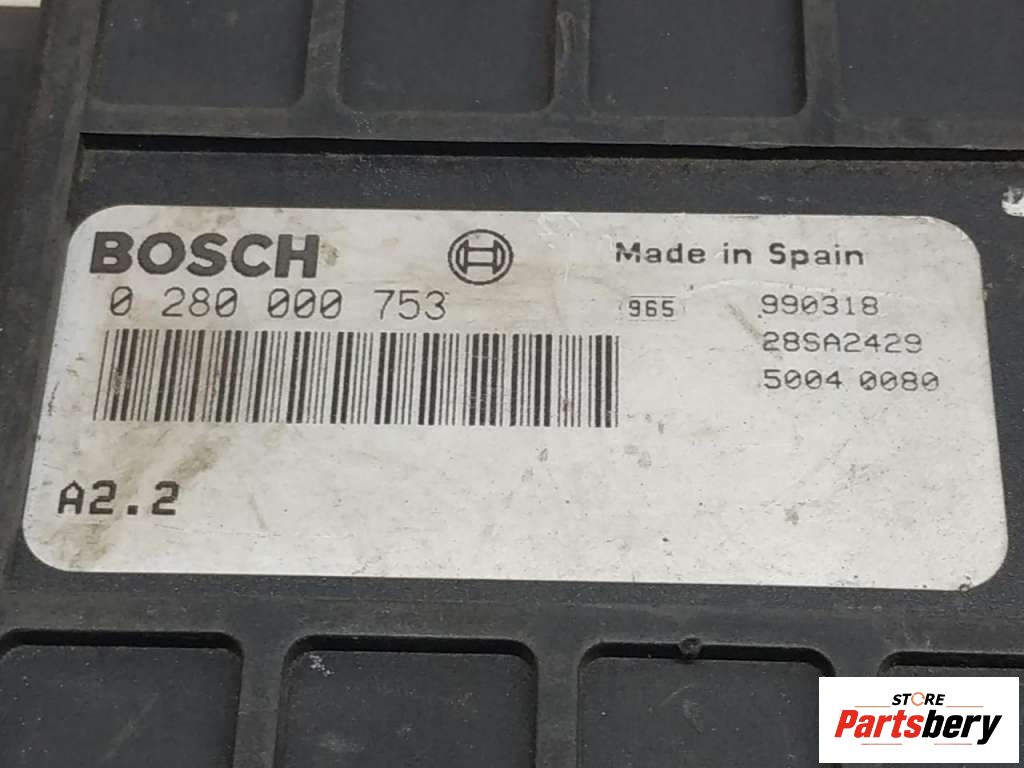 BOSCH Made in Spain
0 280 000 753 965 990318
28SA2429
5004 0080
A2.2
STORE
Partsbery